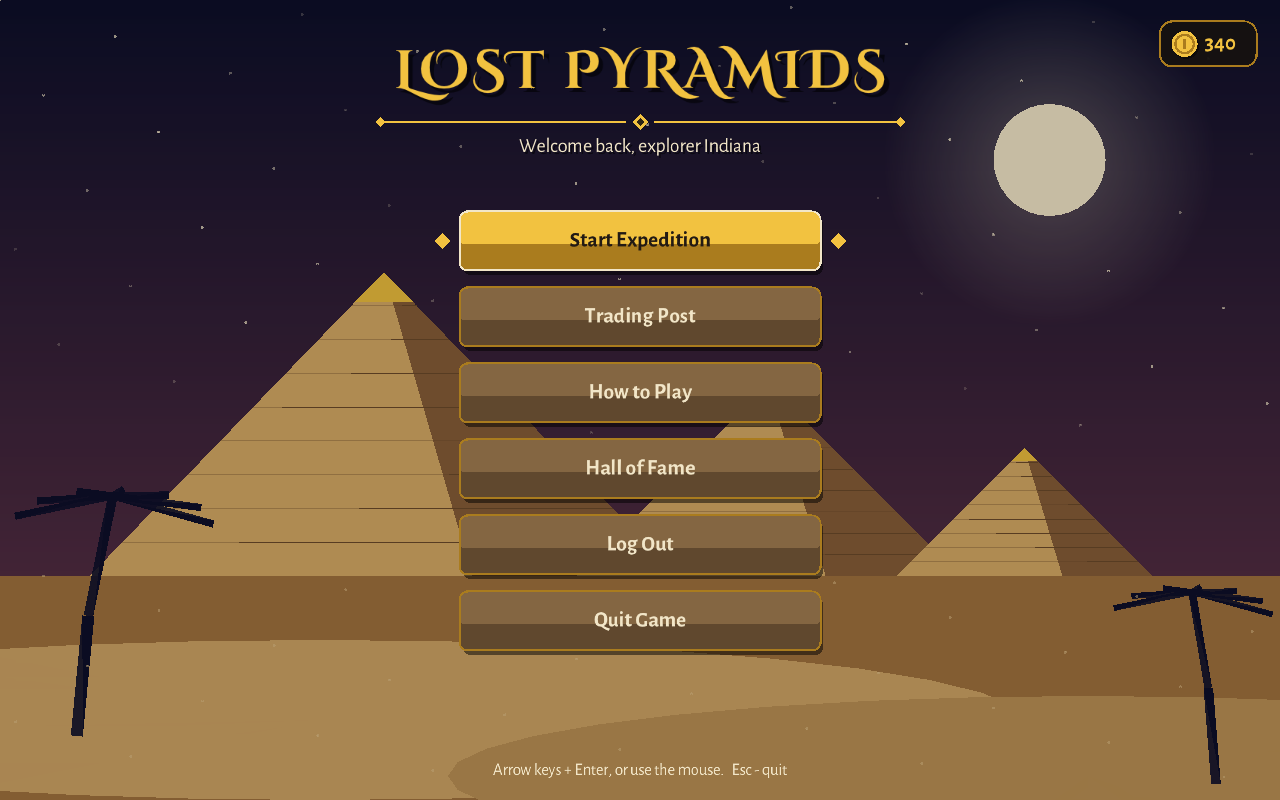 LOST PYRAMIDS
340
Welcome back, explorer Indiana
Start Expedition
Trading Post
How to Play
Hall of Fame
Log Out
Quit Game
Arrow keys + Enter, or use the mouse.   Esc - quit